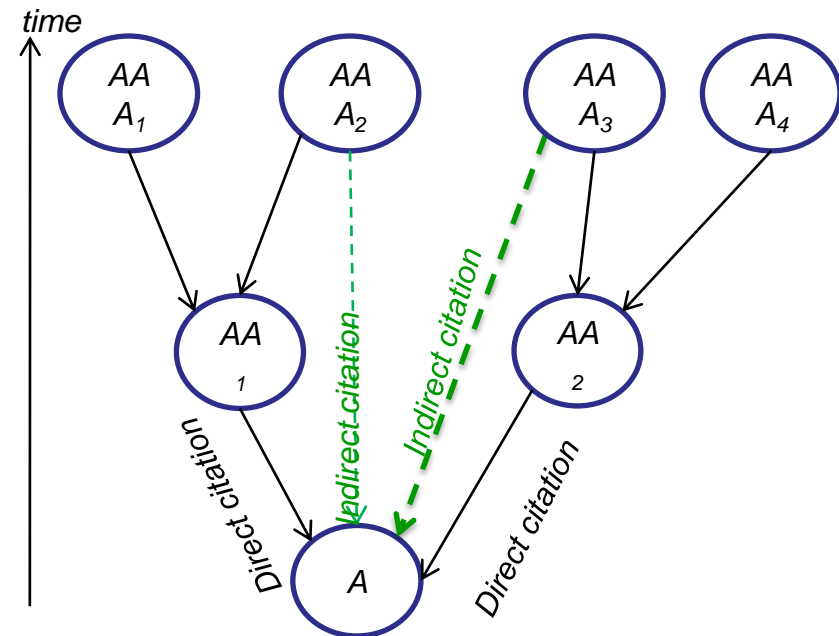 time
AA
A₁
AA
A₂
AA
A₃
AA
A₄
Indirect citation
Indirect citation
AA
1
AA
2
Direct citation
Direct citation
A